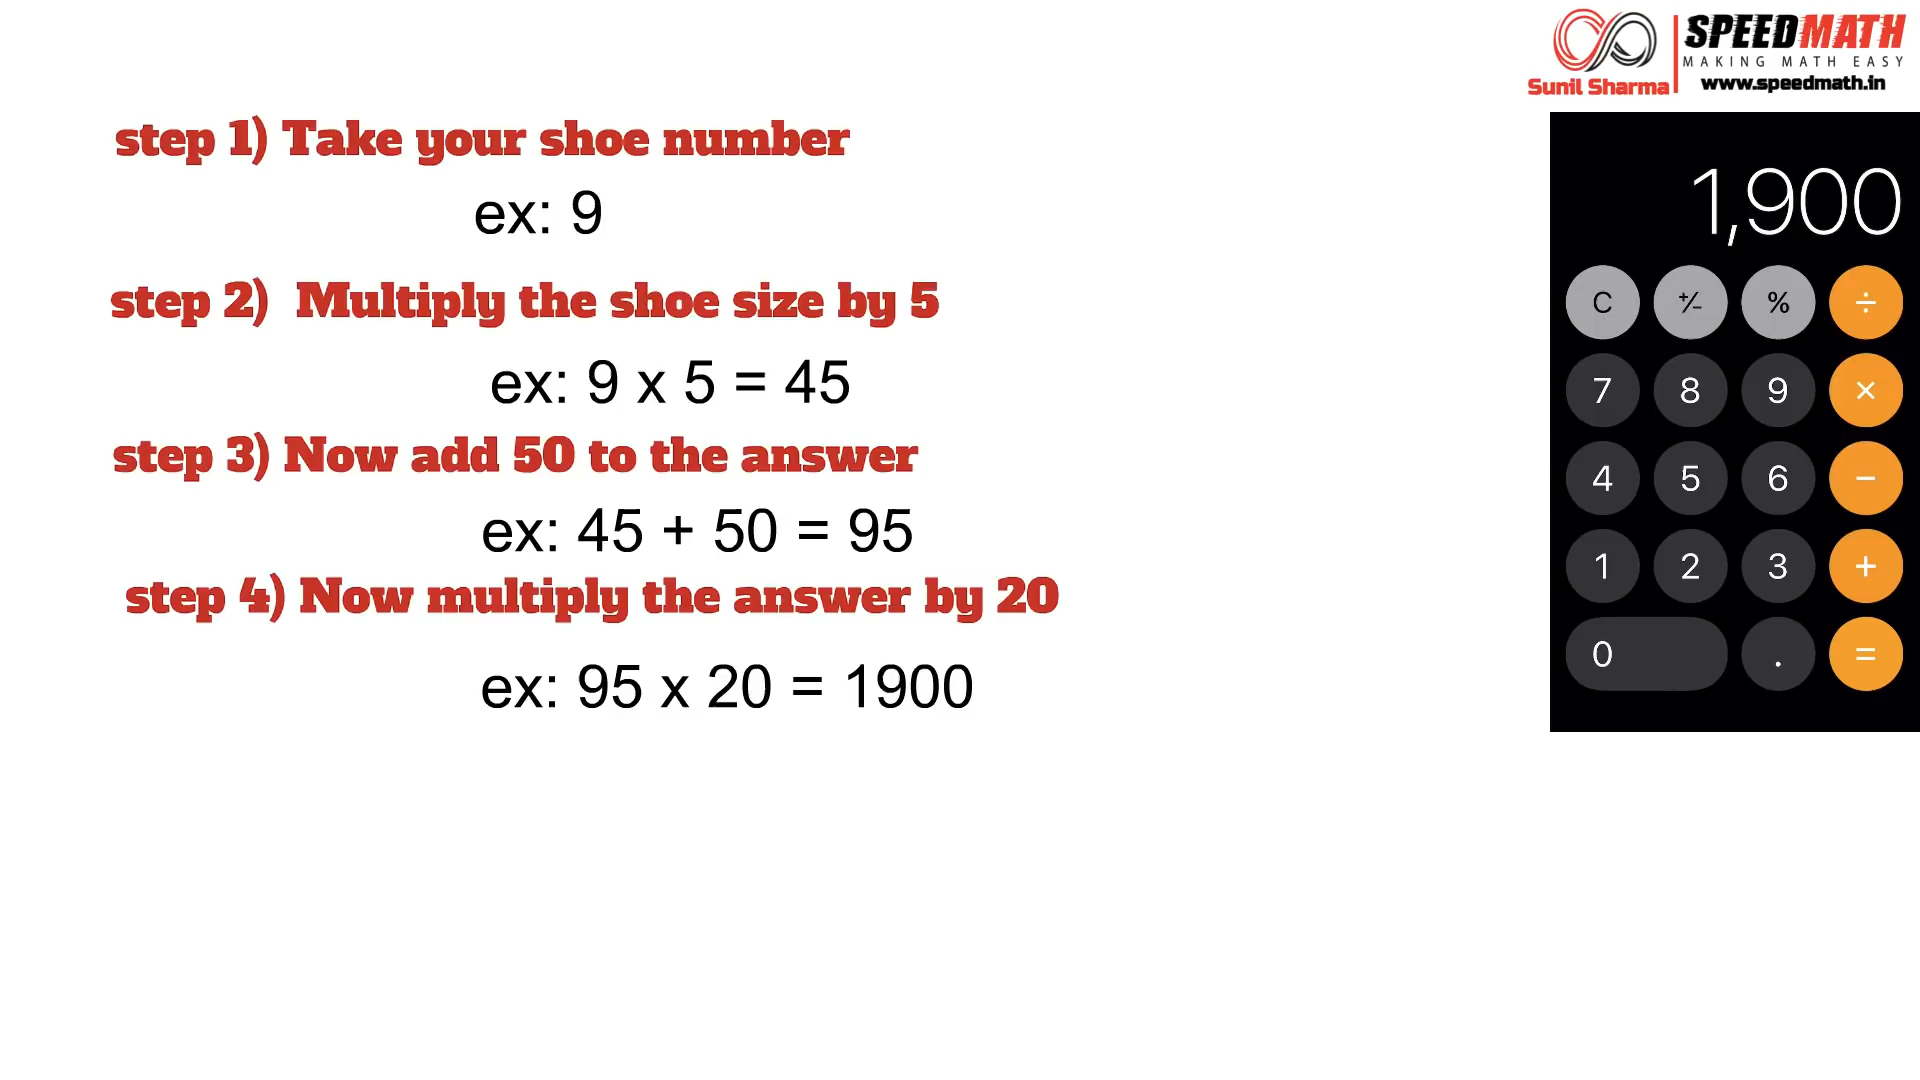 SPEEDMATH
MAKING MATH EASY
Sunil Sharma
www.speedmath.in
step 1) Take your shoe number
ex: 9
step 2) Multiply the shoe size by 5
ex: 9 x 5 = 45
step 3) Now add 50 to the answer
ex: 45 + 50 = 95
step 4) Now multiply the answer by 20
ex: 95 x 20 = 1900
1,900
C +/- % ÷
7 8 9 ×
4 5 6 −
1 2 3 +
0 . =